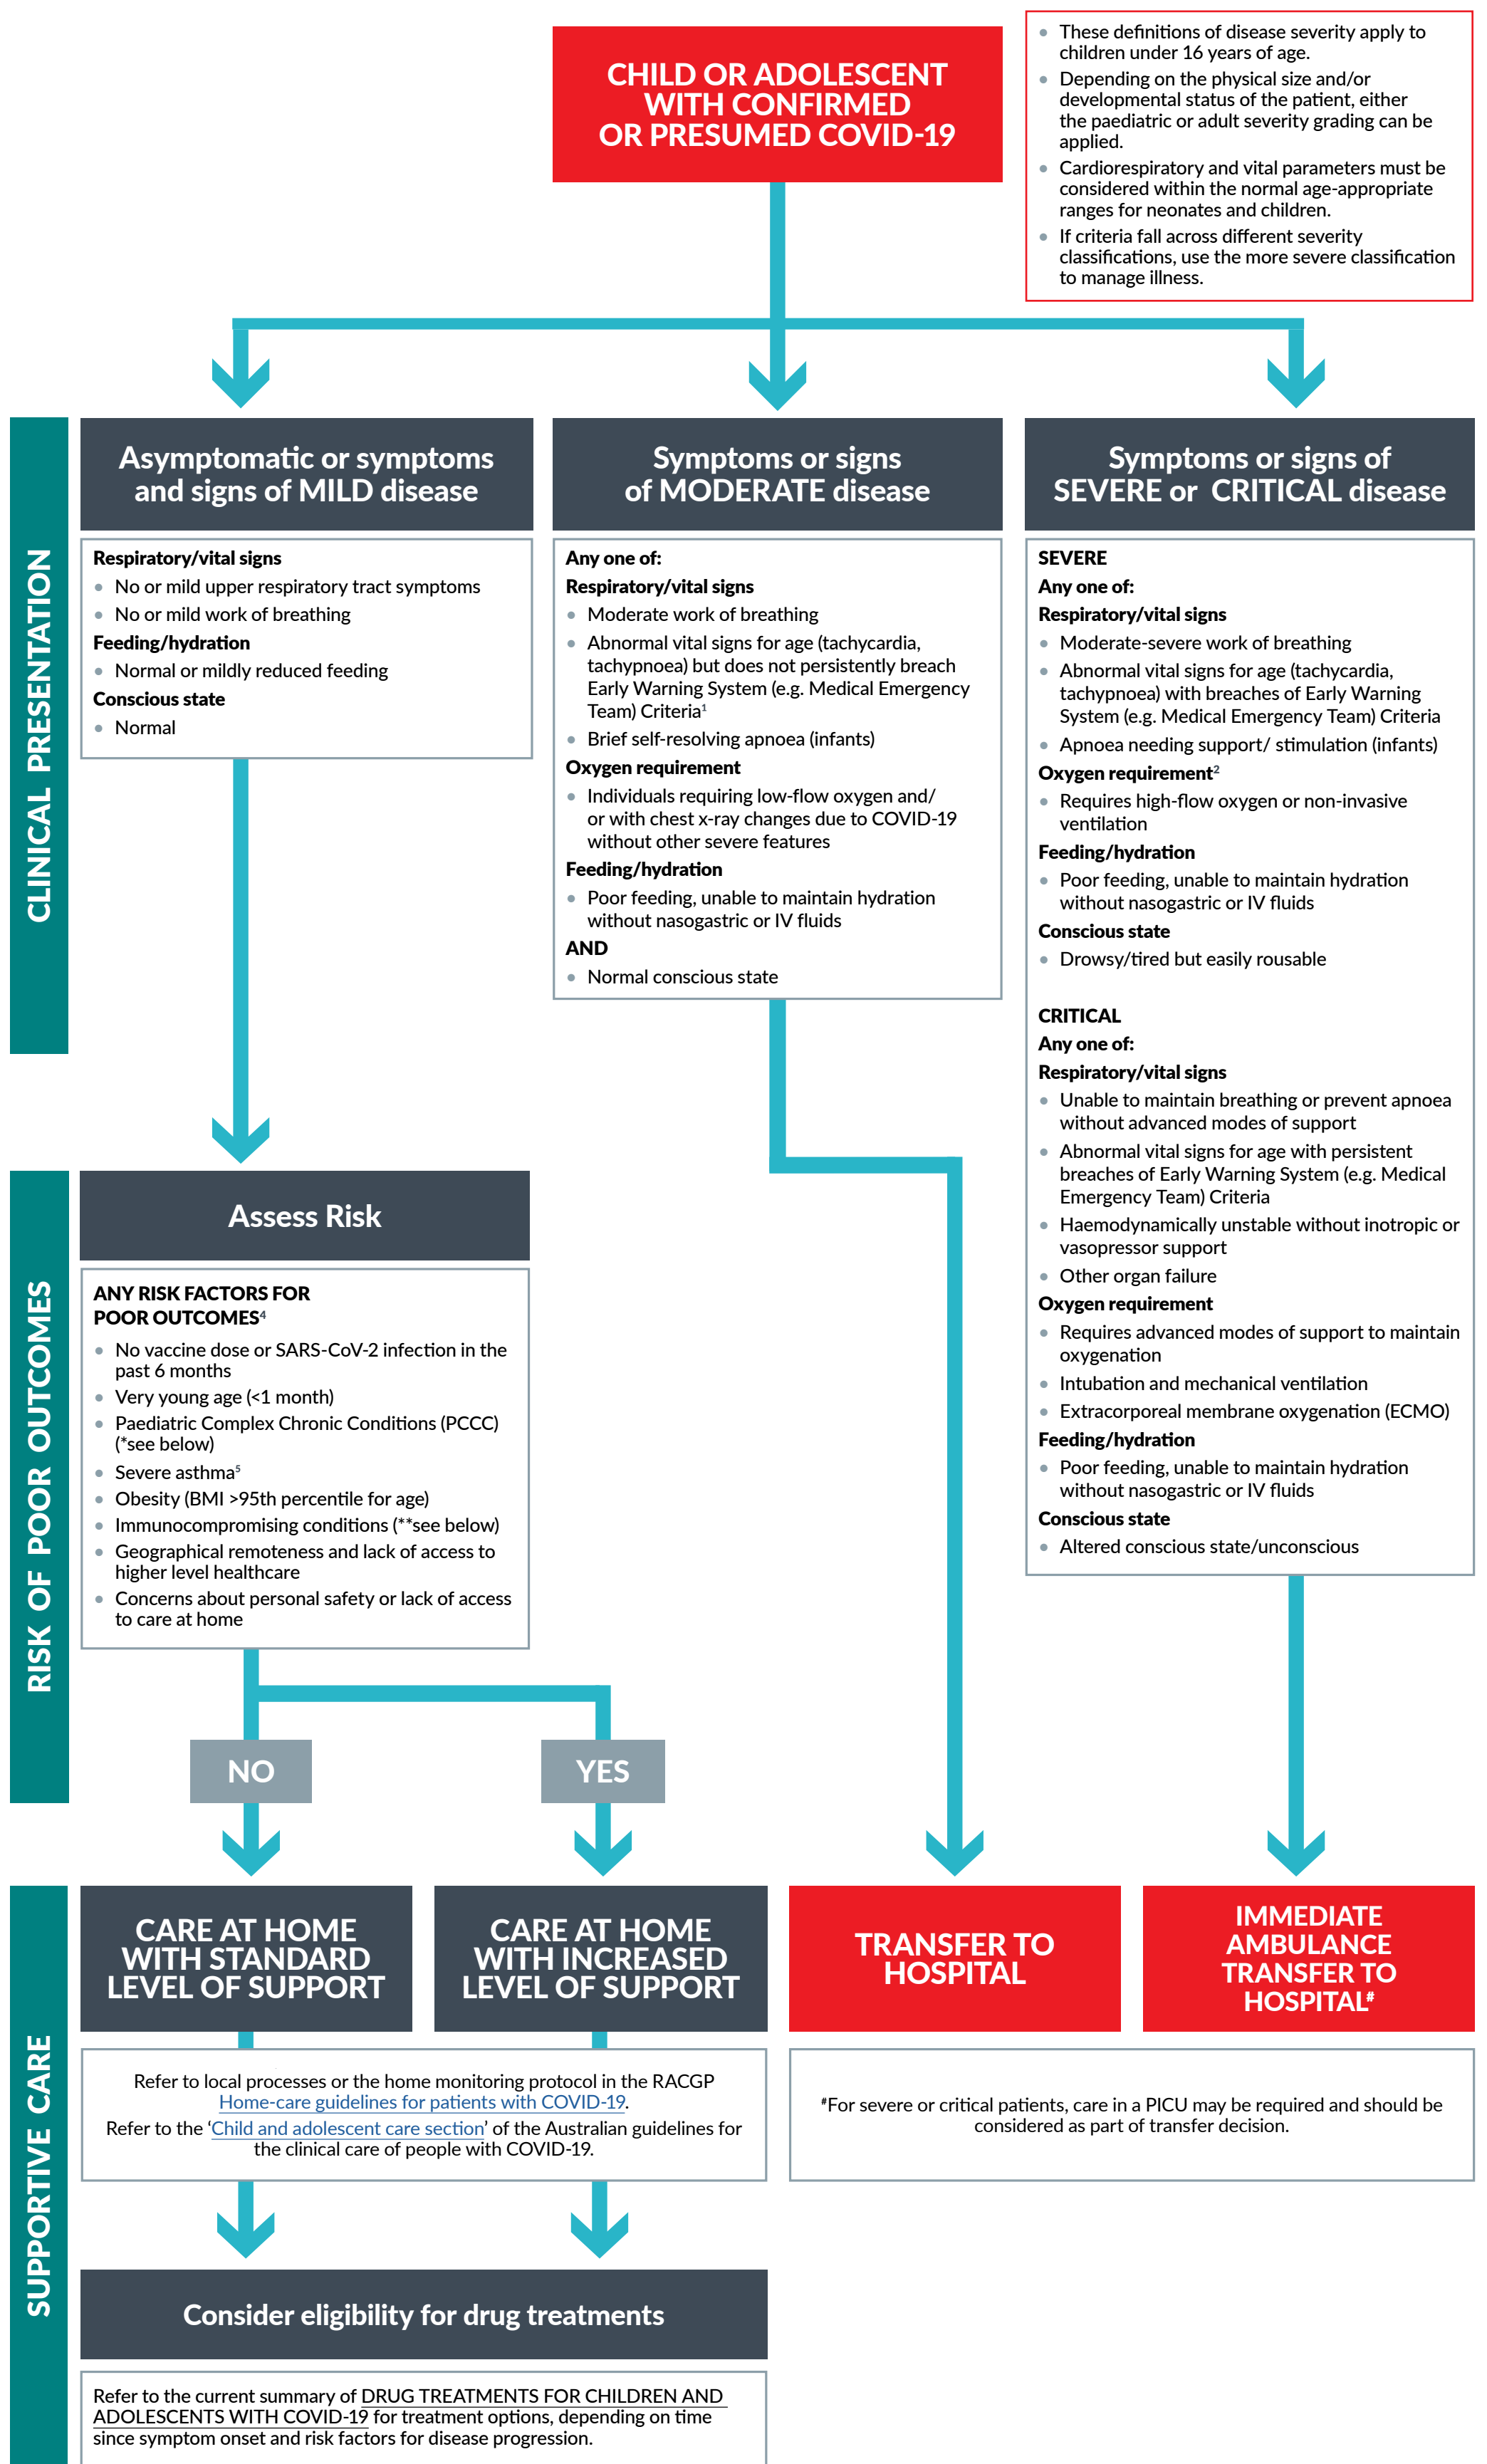 CHILD OR ADOLESCENT
WITH CONFIRMED
OR PRESUMED COVID-19
• These definitions of disease severity apply to
children under 16 years of age.
• Depending on the physical size and/or
developmental status of the patient, either
the paediatric or adult severity grading can be
applied.
• Cardiorespiratory and vital parameters must be
considered within the normal age-appropriate
ranges for neonates and children.
• If criteria fall across different severity
classifications, use the more severe classification
to manage illness.
CLINICAL PRESENTATION
Asymptomatic or symptoms
and signs of MILD disease
Respiratory/vital signs
• No or mild upper respiratory tract symptoms
• No or mild work of breathing
Feeding/hydration
• Normal or mildly reduced feeding
Conscious state
• Normal
Symptoms or signs
of MODERATE disease
Any one of:
Respiratory/vital signs
• Moderate work of breathing
• Abnormal vital signs for age (tachycardia,
tachypnoea) but does not persistently breach
Early Warning System (e.g. Medical Emergency
Team) Criteria¹
• Brief self-resolving apnoea (infants)
Oxygen requirement
• Individuals requiring low-flow oxygen and/
or with chest x-ray changes due to COVID-19
without other severe features
Feeding/hydration
• Poor feeding, unable to maintain hydration
without nasogastric or IV fluids
AND
• Normal conscious state
Symptoms or signs of
SEVERE or CRITICAL disease
SEVERE
Any one of:
Respiratory/vital signs
• Moderate-severe work of breathing
• Abnormal vital signs for age (tachycardia,
tachypnoea) with breaches of Early Warning
System (e.g. Medical Emergency Team) Criteria
• Apnoea needing support/ stimulation (infants)
Oxygen requirement²
• Requires high-flow oxygen or non-invasive
ventilation
Feeding/hydration
• Poor feeding, unable to maintain hydration
without nasogastric or IV fluids
Conscious state
• Drowsy/tired but easily rousable
CRITICAL
Any one of:
Respiratory/vital signs
• Unable to maintain breathing or prevent apnoea
without advanced modes of support
• Abnormal vital signs for age with persistent
breaches of Early Warning System (e.g. Medical
Emergency Team) Criteria
• Haemodynamically unstable without inotropic or
vasopressor support
• Other organ failure
Oxygen requirement
• Requires advanced modes of support to maintain
oxygenation
• Intubation and mechanical ventilation
• Extracorporeal membrane oxygenation (ECMO)
Feeding/hydration
• Poor feeding, unable to maintain hydration
without nasogastric or IV fluids
Conscious state
• Altered conscious state/unconscious
RISK OF POOR OUTCOMES
Assess Risk
ANY RISK FACTORS FOR
POOR OUTCOMES⁴
• No vaccine dose or SARS-CoV-2 infection in the
past 6 months
• Very young age (<1 month)
• Paediatric Complex Chronic Conditions (PCCC)
(*see below)
• Severe asthma⁵
• Obesity (BMI >95th percentile for age)
• Immunocompromising conditions (**see below)
• Geographical remoteness and lack of access to
higher level healthcare
• Concerns about personal safety or lack of access
to care at home
NO
YES
SUPPORTIVE CARE
CARE AT HOME
WITH STANDARD
LEVEL OF SUPPORT
CARE AT HOME
WITH INCREASED
LEVEL OF SUPPORT
TRANSFER TO
HOSPITAL
IMMEDIATE
AMBULANCE
TRANSFER TO
HOSPITAL#
Refer to local processes or the home monitoring protocol in the RACGP
Home-care guidelines for patients with COVID-19.
Refer to the ‘Child and adolescent care section’ of the Australian guidelines for
the clinical care of people with COVID-19.
#For severe or critical patients, care in a PICU may be required and should be
considered as part of transfer decision.
Consider eligibility for drug treatments
Refer to the current summary of DRUG TREATMENTS FOR CHILDREN AND
ADOLESCENTS WITH COVID-19 for treatment options, depending on time
since symptom onset and risk factors for disease progression.